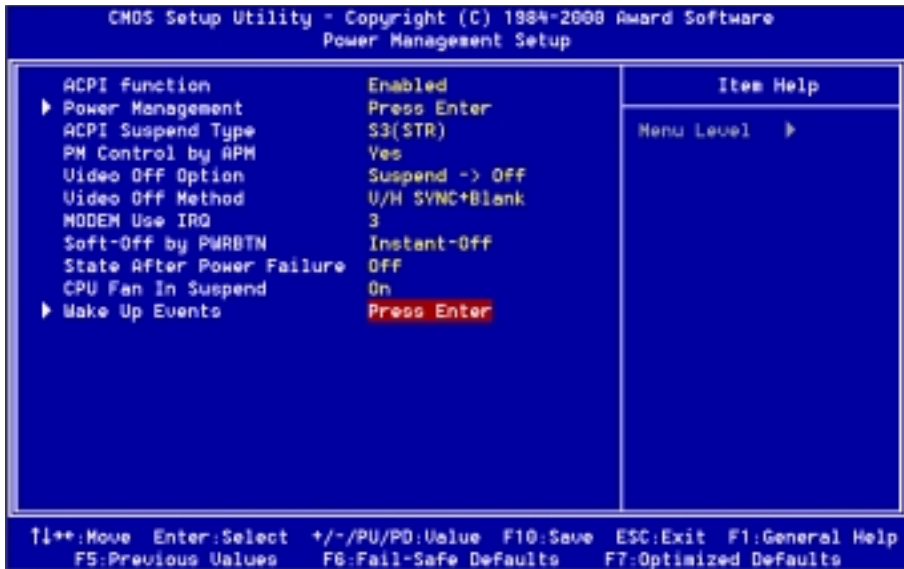 CMOS Setup Utility - Copyright (C) 1984-2000 Award Software
Power Management Setup
ACPI function Enabled
Power Management Press Enter
ACPI Suspend Type S3(STR)
PM Control by APM Yes
Video Off Option Suspend -> Off
Video Off Method V/H SYNC+Blank
MODEM Use IRQ 3
Soft-Off by PWRBTN Instant-Off
State After Power Failure Off
CPU Fan In Suspend On
Wake Up Events Press Enter
Item Help
Menu Level
↑↓→←:Move Enter:Select +/-/PU/PD:Value F10:Save ESC:Exit F1:General Help
F5:Previous Values F6:Fail-Safe Defaults F7:Optimized Defaults